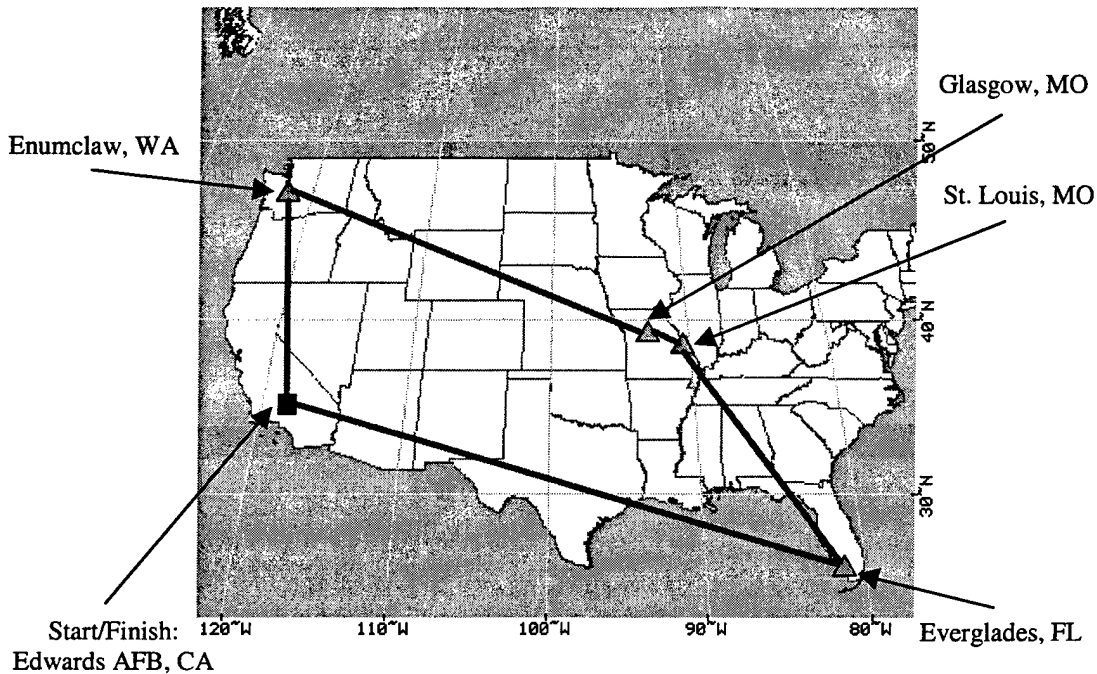 Glasgow, MO
Enumclaw, WA
St. Louis, MO
50~N
40~N
30~N
120~W
110~W
100~W
90~W
80~W
Start/Finish:
Edwards AFB, CA
Everglades, FL